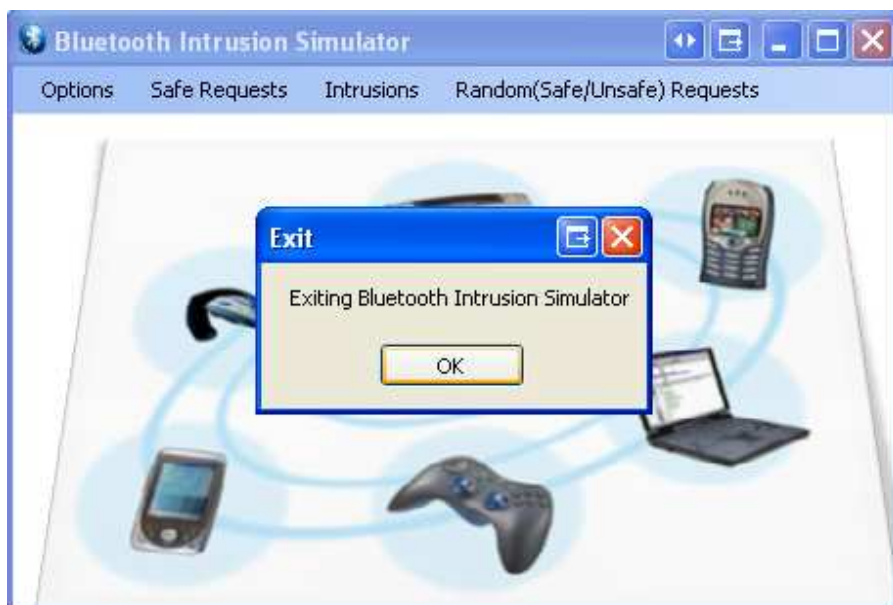 Bluetooth Intrusion Simulator
Options Safe Requests Intrusions Random(Safe/Unsafe) Requests
Exit
Exiting Bluetooth Intrusion Simulator
OK